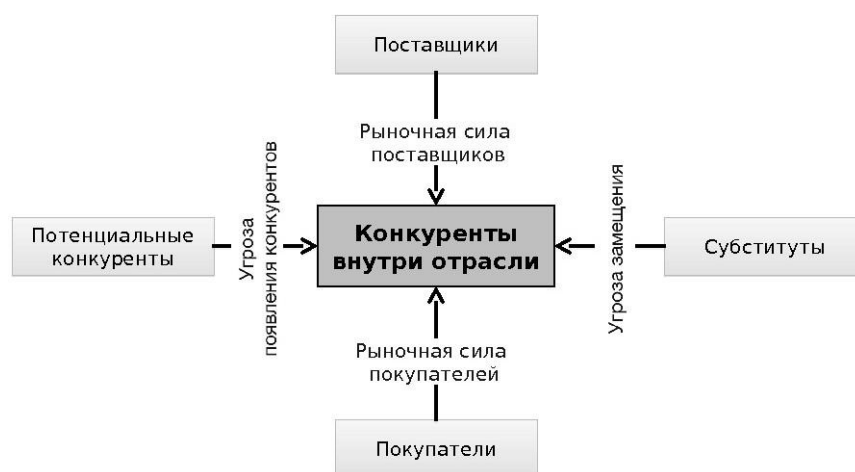 Поставщики
Рыночная сила
поставщиков
Потенциальные
конкуренты
Угроза
появления конкурентов
Конкуренты
внутри отрасли
Угроза замещения
Субституты
Рыночная сила
покупателей
Покупатели